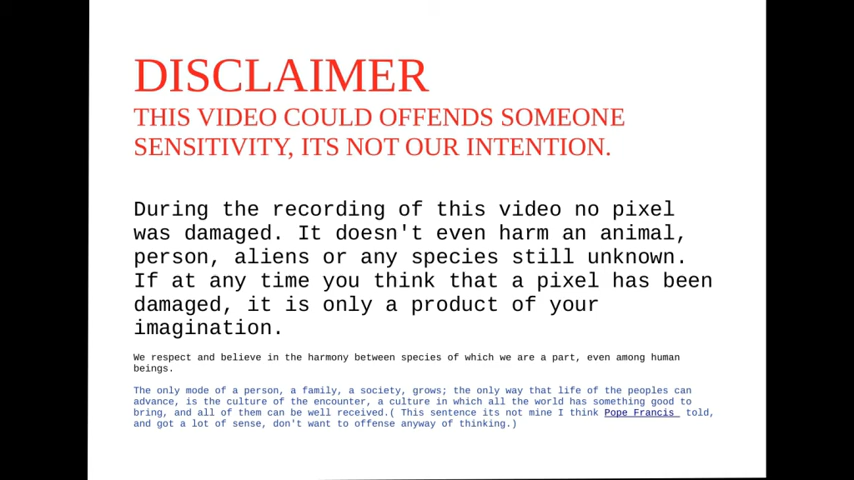 DISCLAIMER
THIS VIDEO COULD OFFENDS SOMEONE
SENSITIVITY, ITS NOT OUR INTENTION.
During the recording of this video no pixel
was damaged. It doesn't even harm an animal,
person, aliens or any species still unknown.
If at any time you think that a pixel has been
damaged, it is only a product of your
imagination.
We respect and believe in the harmony between species of which we are a part, even among human
beings.
The only mode of a person, a family, a society, grows; the only way that life of the peoples can
advance, is the culture of the encounter, a culture in which all the world has something good to
bring, and all of them can be well received.( This sentence its not mine I think Pope Francis  told,
and got a lot of sense, don't want to offense anyway of thinking.)